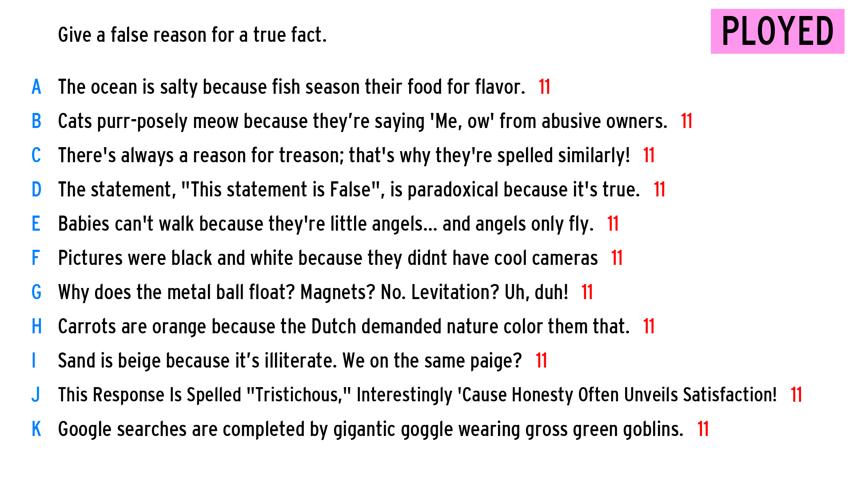 Give a false reason for a true fact.
PLOYED
A The ocean is salty because fish season their food for flavor. 11
B Cats purr-posely meow because they’re saying 'Me, ow' from abusive owners. 11
C There's always a reason for treason; that's why they're spelled similarly! 11
D The statement, "This statement is False", is paradoxical because it's true. 11
E Babies can't walk because they're little angels... and angels only fly. 11
F Pictures were black and white because they didnt have cool cameras 11
G Why does the metal ball float? Magnets? No. Levitation? Uh, duh! 11
H Carrots are orange because the Dutch demanded nature color them that. 11
I Sand is beige because it’s illiterate. We on the same paige? 11
J This Response Is Spelled "Tristichous," Interestingly 'Cause Honesty Often Unveils Satisfaction! 11
K Google searches are completed by gigantic goggle wearing gross green goblins. 11